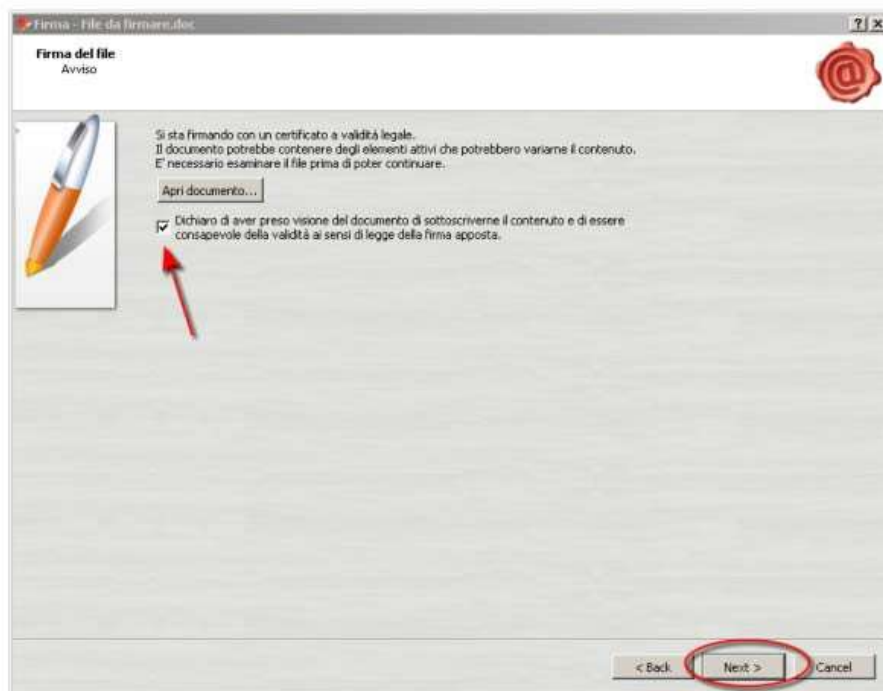 Firma - File da firmare.doc
Firma del file
Avviso
Si sta firmando con un certificato a validità legale.
Il documento potrebbe contenere degli elementi attivi che potrebbero variarne il contenuto.
E' necessario esaminare il file prima di poter continuare.
Apri documento...
Dichiaro di aver preso visione del documento di sottoscriverne il contenuto e di essere
consapevole della validità ai sensi di legge della firma apposta.
< Back
Next >
Cancel